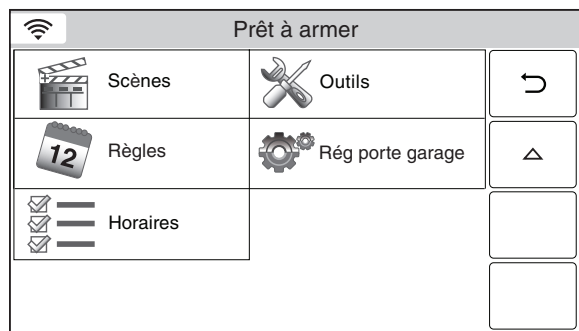 Prêt à armer
Scènes
Outils
12
Règles
Rég porte garage
Horaires